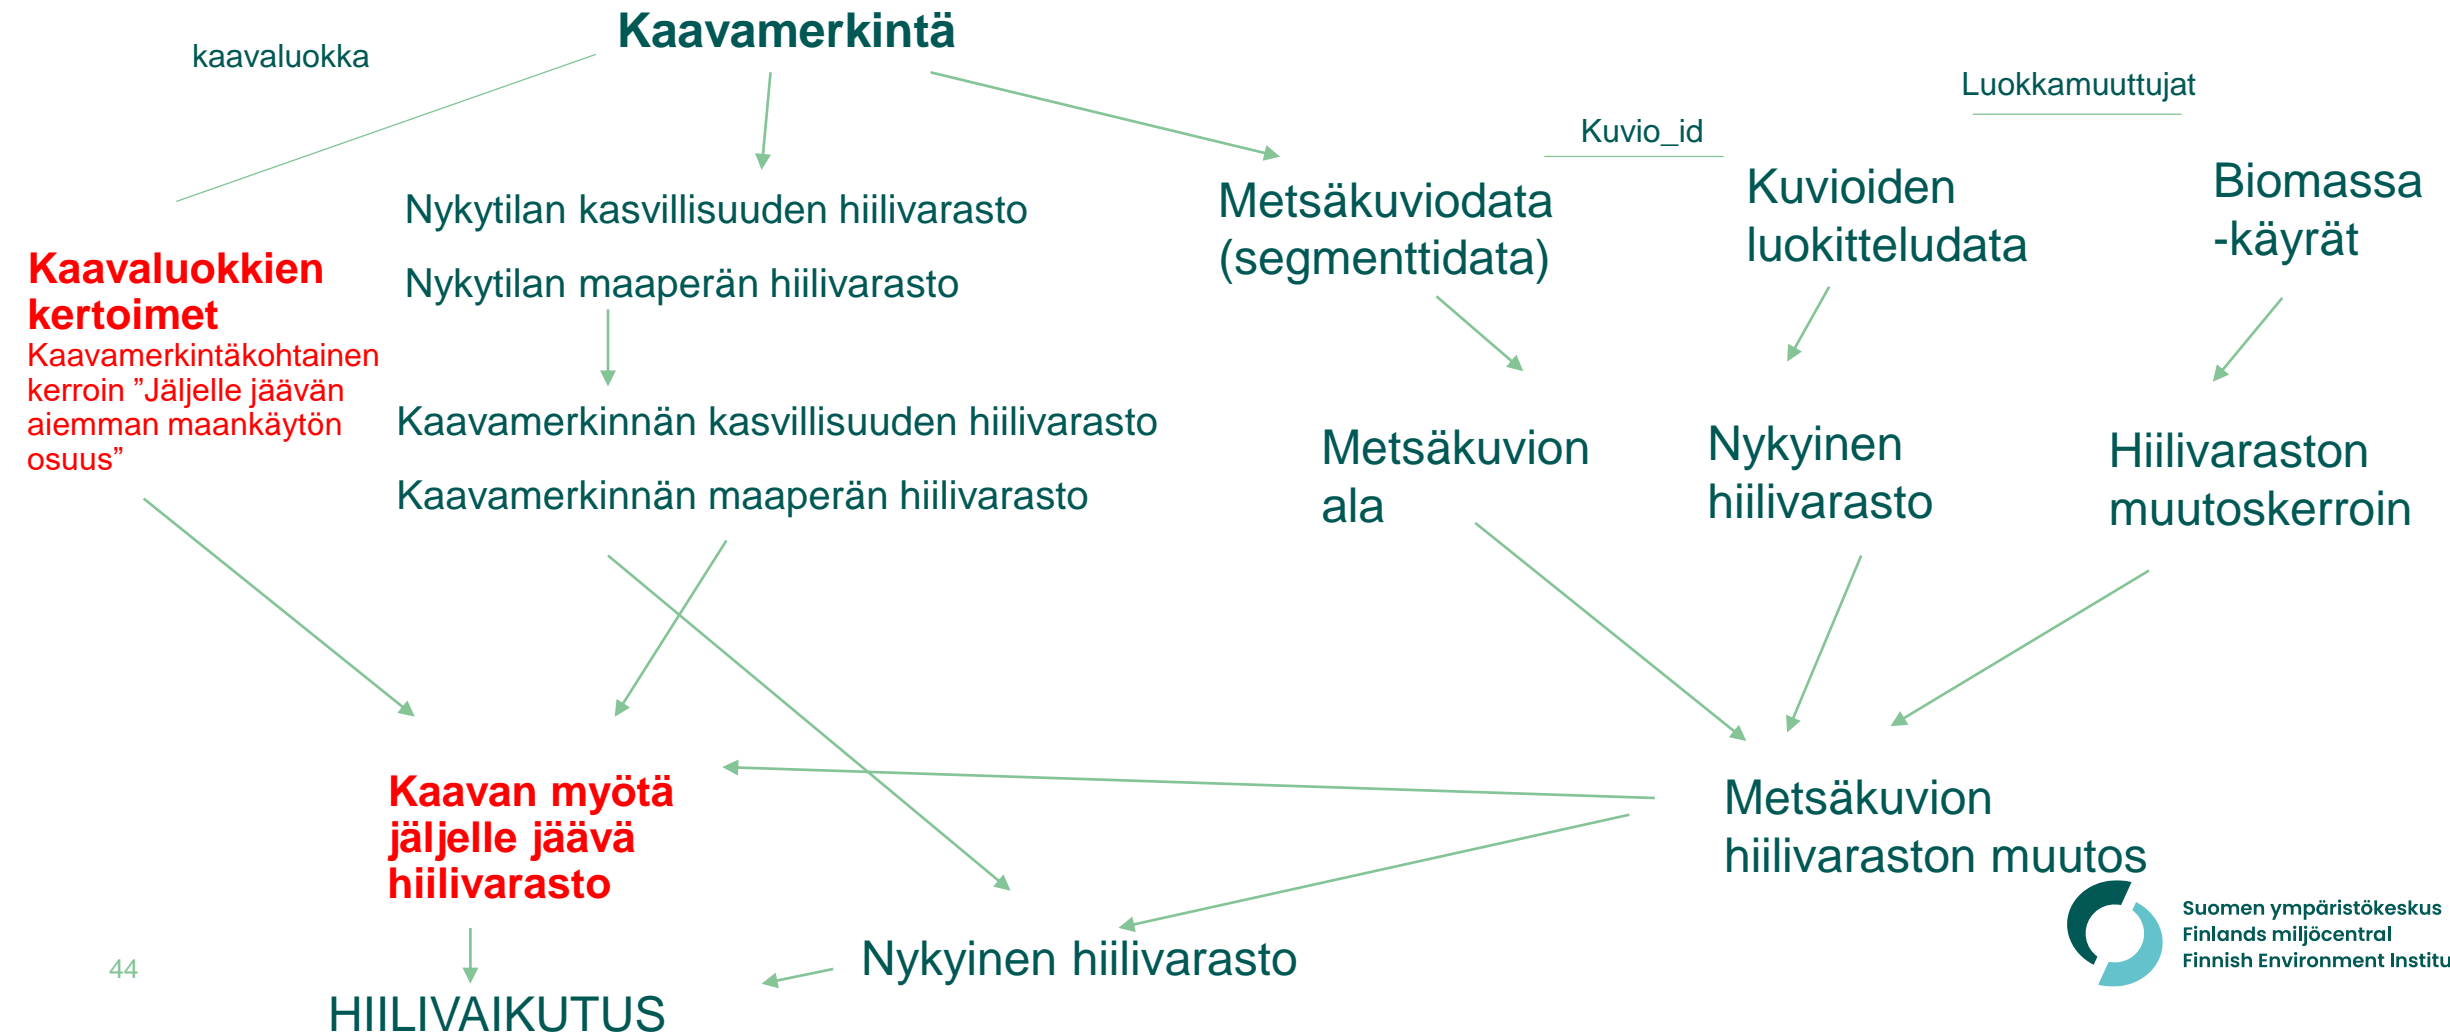 Kaavamerkintä
kaavaluokka
Luokkamuuttujat
Kuvio_id
Kaavaluokkien
kertoimet
Kaavamerkintäkohtainen
kerroin ”Jäljelle jäävän
aiemman maankäytön
osuus”
Nykytilan kasvillisuuden hiilivarasto
Nykytilan maaperän hiilivarasto
Kaavamerkinnän kasvillisuuden hiilivarasto
Kaavamerkinnän maaperän hiilivarasto
Metsäkuviodata
(segmenttidata)
Kuvioiden
luokitteludata
Biomassa
-käyrät
Metsäkuvion
ala
Nykyinen
hiilivarasto
Hiilivaraston
muutoskerroin
Kaavan myötä
jäljelle jäävä
hiilivarasto
Metsäkuvion
hiilivaraston muutos
Nykyinen hiilivarasto
HIILIVAIKUTUS
44
Suomen ympäristökeskus
Finlands miljöcentral
Finnish Environment Institu